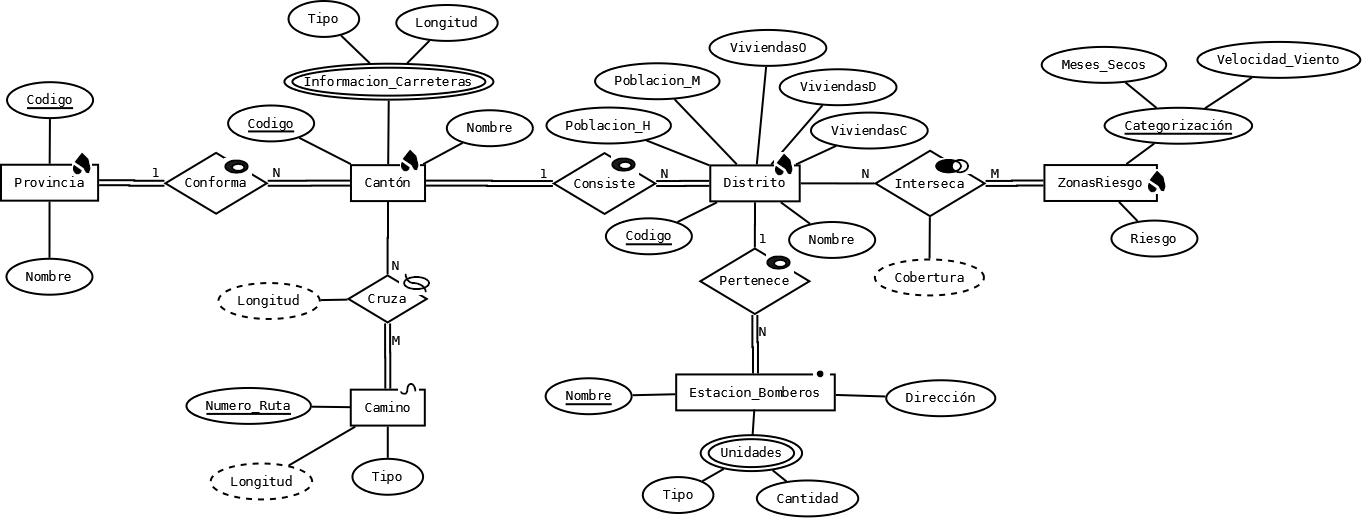 Tipo
Longitud
ViviendasO
Informacion_Carreteras
Poblacion_M
ViviendasD
Meses_Secos
Velocidad_Viento
Codigo
Codigo
Nombre
Poblacion_H
ViviendasC
Categorización
Provincia
1
Conforma
N
Cantón
1
Consiste
N
Distrito
N
Interseca
M
ZonasRiesgo
Codigo
Nombre
Riesgo
Nombre
N
1
Longitud
Cruza
Pertenece
Cobertura
M
N
Numero_Ruta
Camino
Nombre
Estacion_Bomberos
Dirección
Longitud
Tipo
Unidades
Tipo
Cantidad